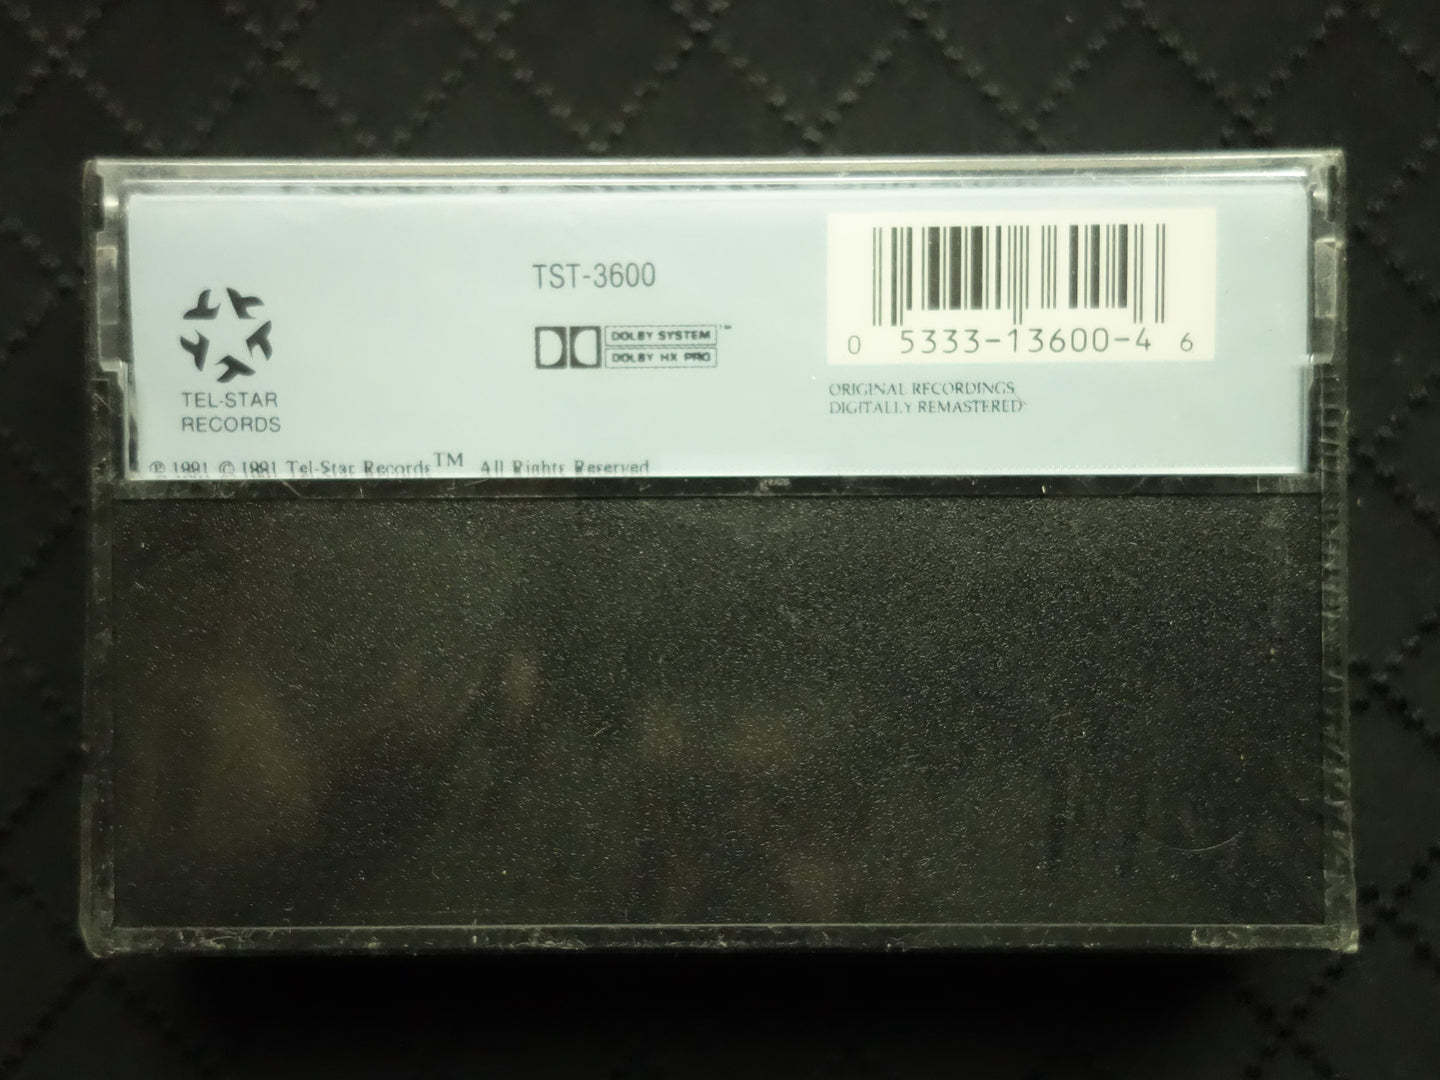 TST-3600
DOLBY SYSTEM™
DOLBY HX PRO
0 5333-13600-4 6
ORIGINAL RECORDINGS
DIGITALLY REMASTERED
TEL-STAR
RECORDS
℗ 1991 © 1991 Tel-Star Records™ All Rights Reserved